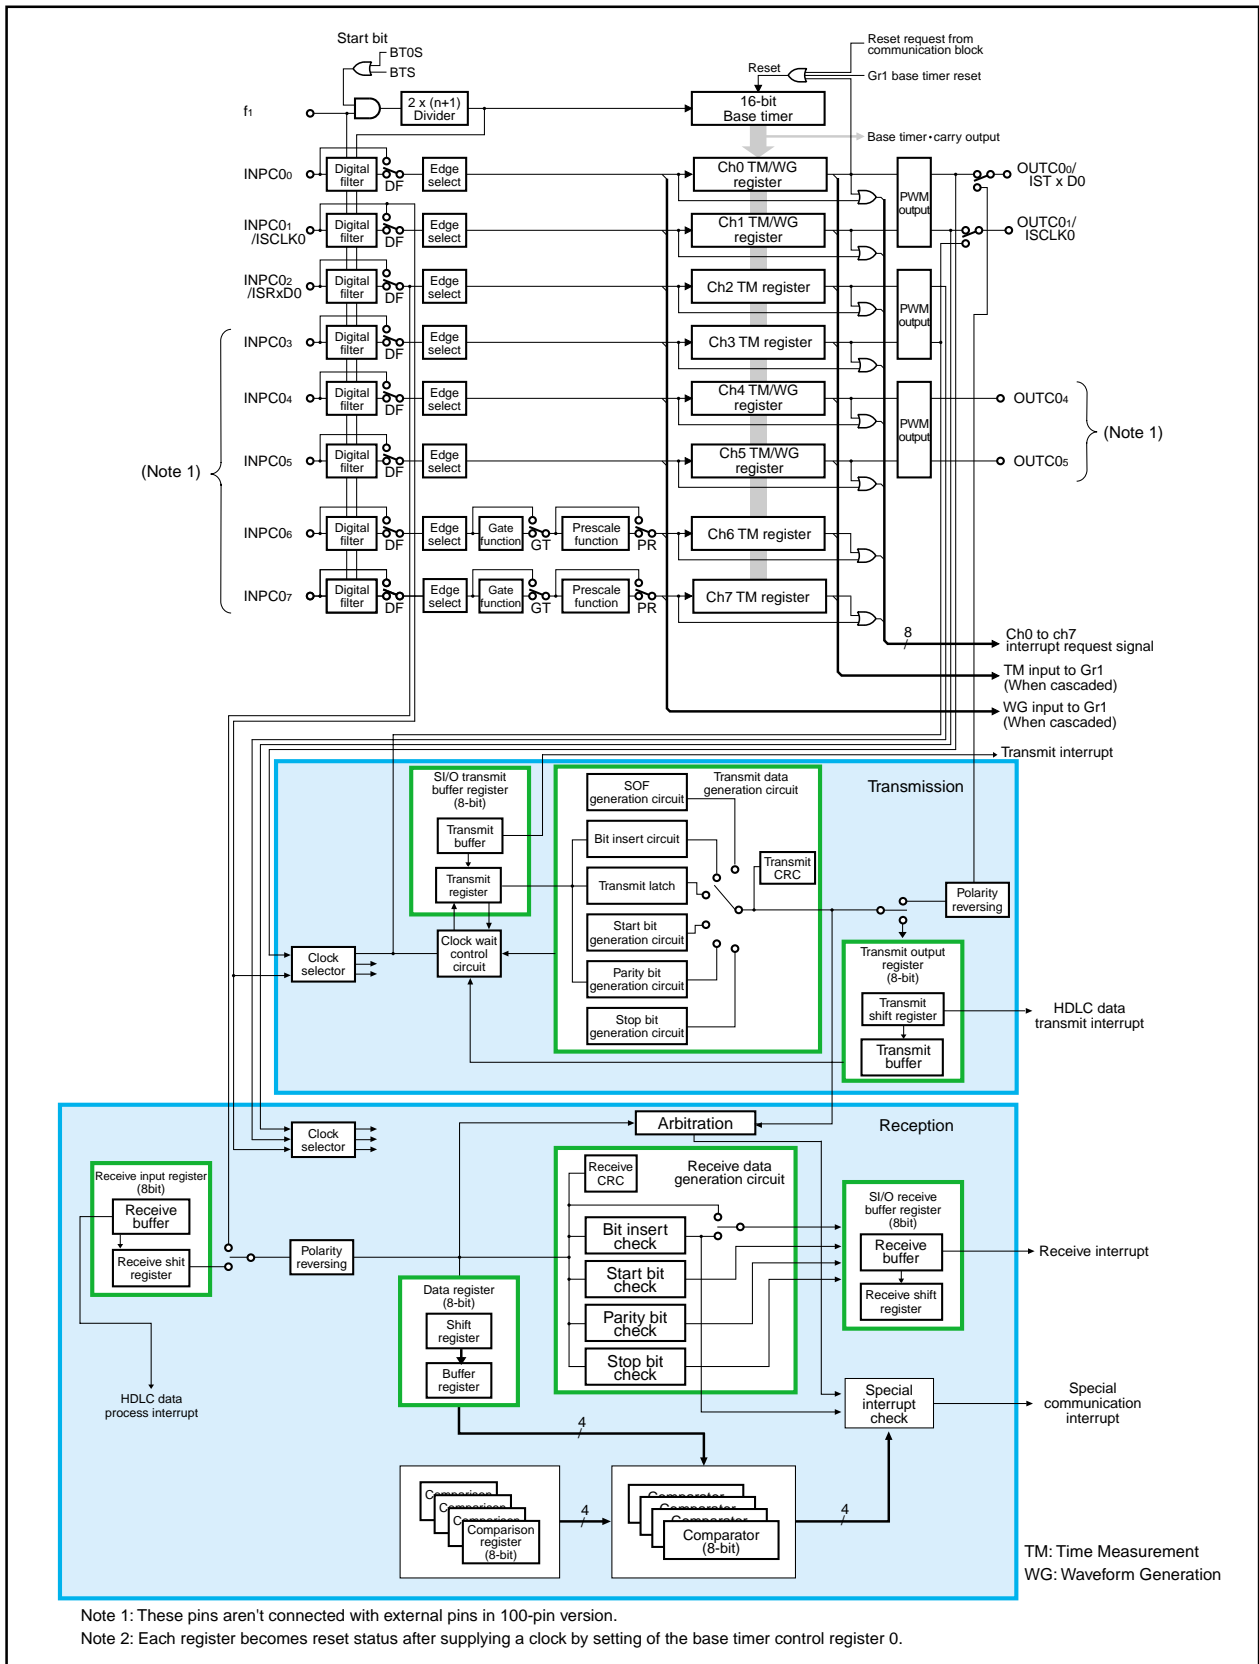 Start bit
BT0S
BTS
Reset request from
communication block
Reset
Gr1 base timer reset
f1
2 x (n+1)
Divider
16-bit
Base timer
Base timer•carry output
INPC00
Digital
filter
DF
Edge
select
Ch0 TM/WG
register
PWM
output
OUTC00/
IST x D0
INPC01
/ISCLK0
Digital
filter
DF
Edge
select
Ch1 TM/WG
register
OUTC01/
ISCLK0
INPC02
/ISRxD0
Digital
filter
DF
Edge
select
Ch2 TM register
PWM
output
INPC03
Digital
filter
DF
Edge
select
Ch3 TM register
INPC04
Digital
filter
DF
Edge
select
Ch4 TM/WG
register
PWM
output
OUTC04
(Note 1)
(Note 1)
INPC05
Digital
filter
DF
Edge
select
Ch5 TM/WG
register
OUTC05
INPC06
Digital
filter
DF
Edge
select
Gate
function
GT
Prescale
function
PR
Ch6 TM register
INPC07
Digital
filter
DF
Edge
select
Gate
function
GT
Prescale
function
PR
Ch7 TM register
8
Ch0 to ch7
interrupt request signal
TM input to Gr1
(When cascaded)
WG input to Gr1
(When cascaded)
Transmit interrupt
Transmission
SI/O transmit
buffer register
(8-bit)
Transmit
buffer
Transmit
register
Clock wait
control
circuit
Clock
selector
SOF
generation circuit
Transmit data
generation circuit
Bit insert circuit
Transmit
CRC
Transmit latch
Start bit
generation circuit
Parity bit
generation circuit
Stop bit
generation circuit
Polarity
reversing
Transmit output
register
(8-bit)
Transmit
shift register
Transmit
buffer
HDLC data
transmit interrupt
Reception
Arbitration
Clock
selector
Receive input register
(8bit)
Receive
buffer
Receive shit
register
Polarity
reversing
Receive
CRC
Receive data
generation circuit
Bit insert
check
Start bit
check
Parity bit
check
Stop bit
check
SI/O receive
buffer register
(8bit)
Receive
buffer
Receive shift
register
Receive interrupt
Data register
(8-bit)
Shift
register
Buffer
register
HDLC data
process interrupt
Special
interrupt
check
Special
communication
interrupt
4
Comparison
Comparison
Comparison
Comparison
register
(8-bit)
4
Comparator
Comparator
Comparator
Comparator
(8-bit)
4
TM: Time Measurement
WG: Waveform Generation
Note 1: These pins aren't connected with external pins in 100-pin version.
Note 2: Each register becomes reset status after supplying a clock by setting of the base timer control register 0.